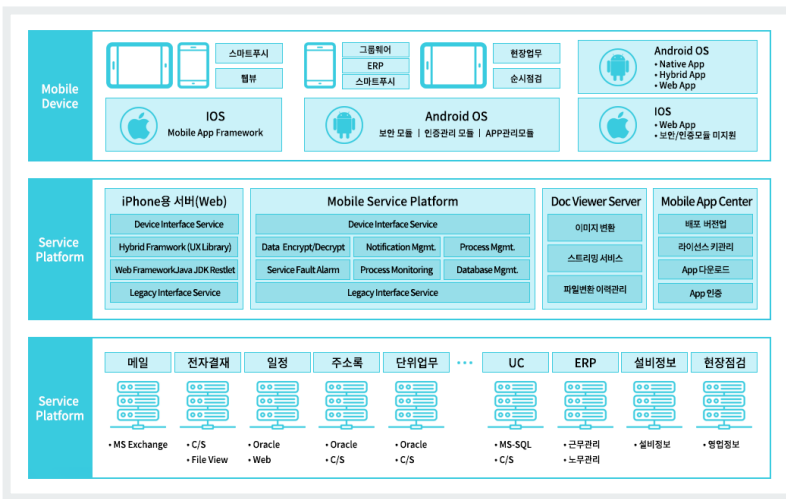 Mobile
Device
스마트푸시
웹뷰
그룹웨어
ERP
스마트푸시
현장업무
순시점검
Android OS
• Native App
• Hybrid App
• Web App
IOS
Mobile App Framework
Android OS
보안 모듈 ㅣ 인증관리 모듈 ㅣ APP관리모듈
IOS
• Web App
• 보안/인증모듈 미지원
Service
Platform
iPhone용 서버(Web)
Device Interface Service
Hybrid Framwork (UX Library)
Web FrameworkJava JDK Restlet
Legacy Interface Service
Mobile Service Platform
Device Interface Service
Data Encrypt/Decrypt
Notification Mgmt.
Process Mgmt.
Service Fault Alarm
Process Monitoring
Database Mgmt.
Legacy Interface Service
Doc Viewer Server
이미지 변환
스트리밍 서비스
파일변환 이력관리
Mobile App Center
배포 버전업
라이선스 키관리
App 다운로드
App 인증
Service
Platform
메일
전자결재
일정
주소록
단위업무
···
UC
ERP
설비정보
현장점검
• MS Exchange
• C/S
• File View
• Oracle
• Web
• Oracle
• C/S
• Oracle
• C/S
• MS-SQL
• C/S
• 근무관리
• 노무관리
• 설비정보
• 영업정보